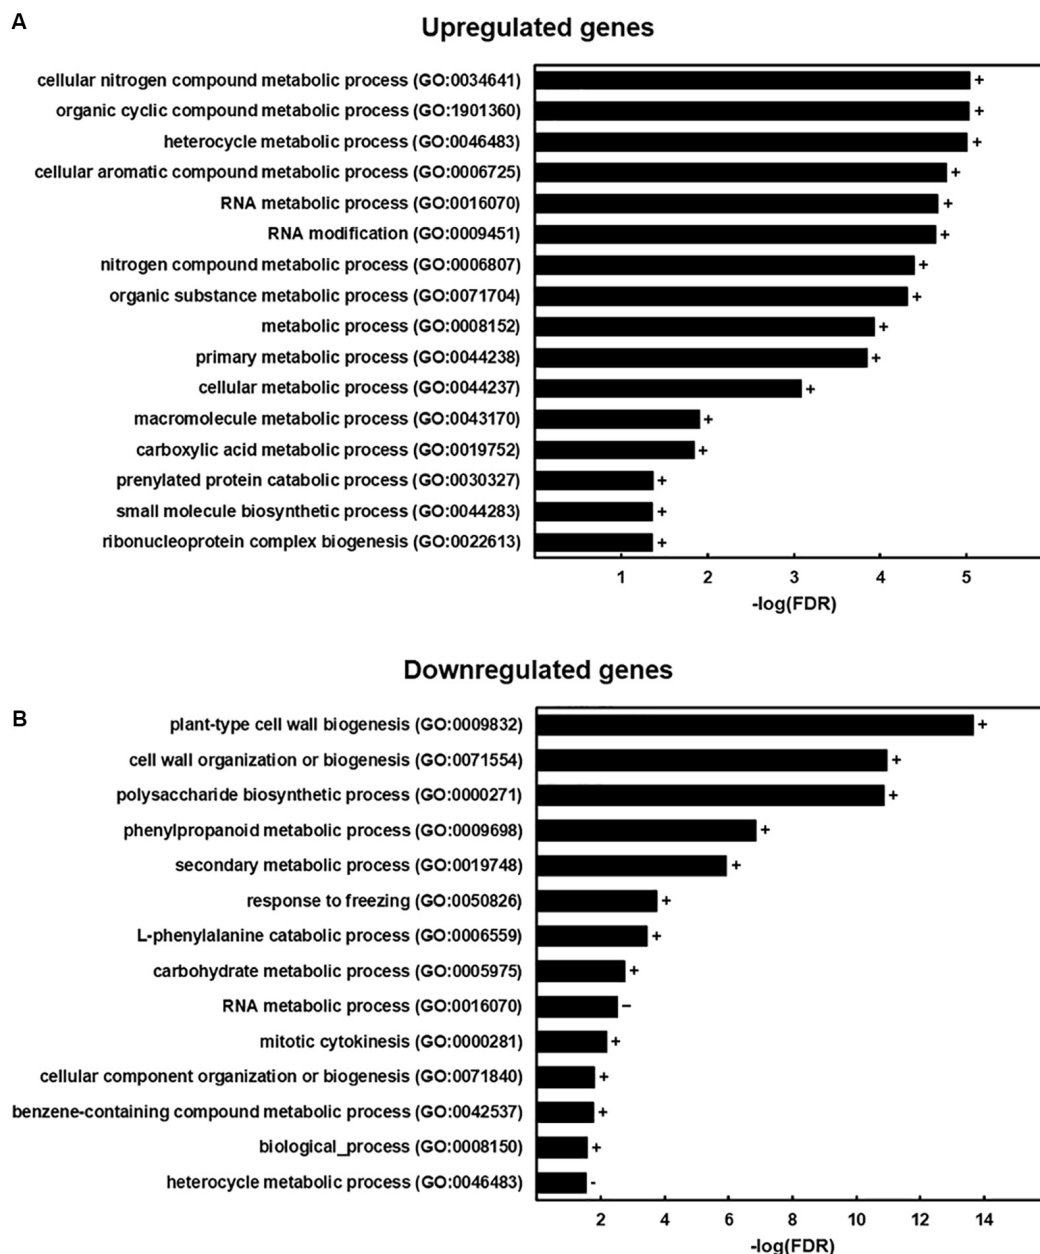 A
Upregulated genes
cellular nitrogen compound metabolic process (GO:0034641) +
organic cyclic compound metabolic process (GO:1901360) +
heterocycle metabolic process (GO:0046483) +
cellular aromatic compound metabolic process (GO:0006725) +
RNA metabolic process (GO:0016070) +
RNA modification (GO:0009451) +
nitrogen compound metabolic process (GO:0006807) +
organic substance metabolic process (GO:0071704) +
metabolic process (GO:0008152) +
primary metabolic process (GO:0044238) +
cellular metabolic process (GO:0044237) +
macromolecule metabolic process (GO:0043170) +
carboxylic acid metabolic process (GO:0019752) +
prenylated protein catabolic process (GO:0030327) +
small molecule biosynthetic process (GO:0044283) +
ribonucleoprotein complex biogenesis (GO:0022613) +
1 2 3 4 5
-log(FDR)
Downregulated genes
B
plant-type cell wall biogenesis (GO:0009832) +
cell wall organization or biogenesis (GO:0071554) +
polysaccharide biosynthetic process (GO:0000271) +
phenylpropanoid metabolic process (GO:0009698) +
secondary metabolic process (GO:0019748) +
response to freezing (GO:0050826) +
L-phenylalanine catabolic process (GO:0006559) +
carbohydrate metabolic process (GO:0005975) +
RNA metabolic process (GO:0016070) –
mitotic cytokinesis (GO:0000281) +
cellular component organization or biogenesis (GO:0071840) +
benzene-containing compound metabolic process (GO:0042537) +
biological_process (GO:0008150) +
heterocycle metabolic process (GO:0046483) -
2 4 6 8 10 12 14
-log(FDR)